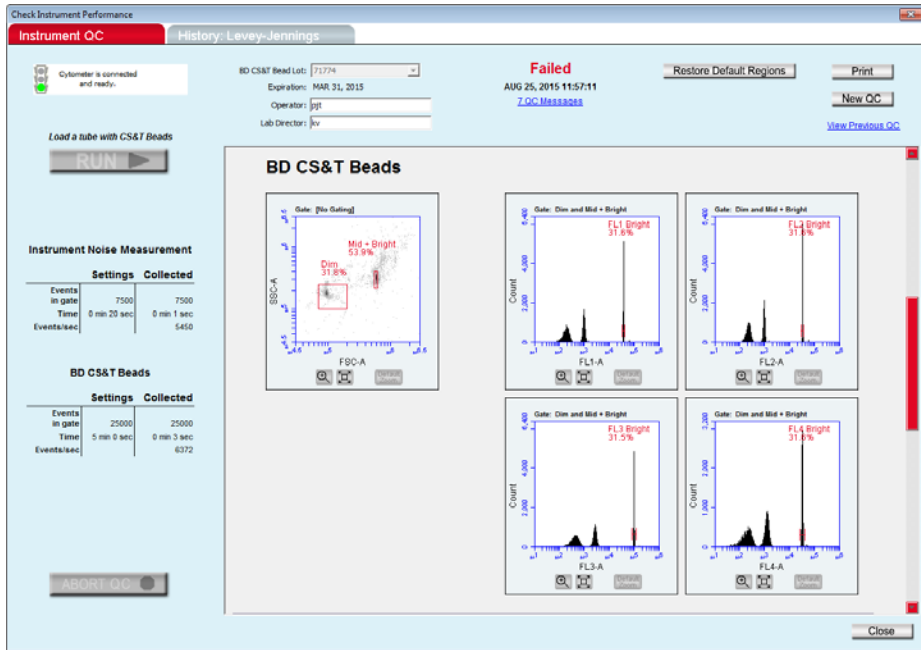 Check Instrument Performance
Instrument QC
History: Levey-Jennings
Cytometer is connected
and ready.
Load a tube with CS&T Beads
RUN
BD CS&T Bead Lot: 71774
Expiration: MAR 31, 2015
Operator: pjt
Lab Director: kv
Failed
AUG 25, 2015 11:57:11
7 QC Messages
Restore Default Regions
Print
New QC
View Previous QC
Instrument Noise Measurement
Settings Collected
Events
in gate 7500 7500
Time 0 min 20 sec 0 min 1 sec
Events/sec 5450
BD CS&T Beads
Settings Collected
Events
in gate 25000 25000
Time 5 min 0 sec 0 min 3 sec
Events/sec 6372
ABORT QC
BD CS&T Beads
Gate: [No Gating]
Mid + Bright
53.9%
Dim
31.8%
SSC-A
FSC-A
Gate: Dim and Mid + Bright
FL1 Bright
31.6%
Count
FL1-A
Gate: Dim and Mid + Bright
FL2 Bright
Count
FL2-A
Gate: Dim and Mid + Bright
FL3 Bright
31.5%
Count
FL3-A
Gate: Dim and Mid + Bright
FL4 Bright
Count
FL4-A
Close